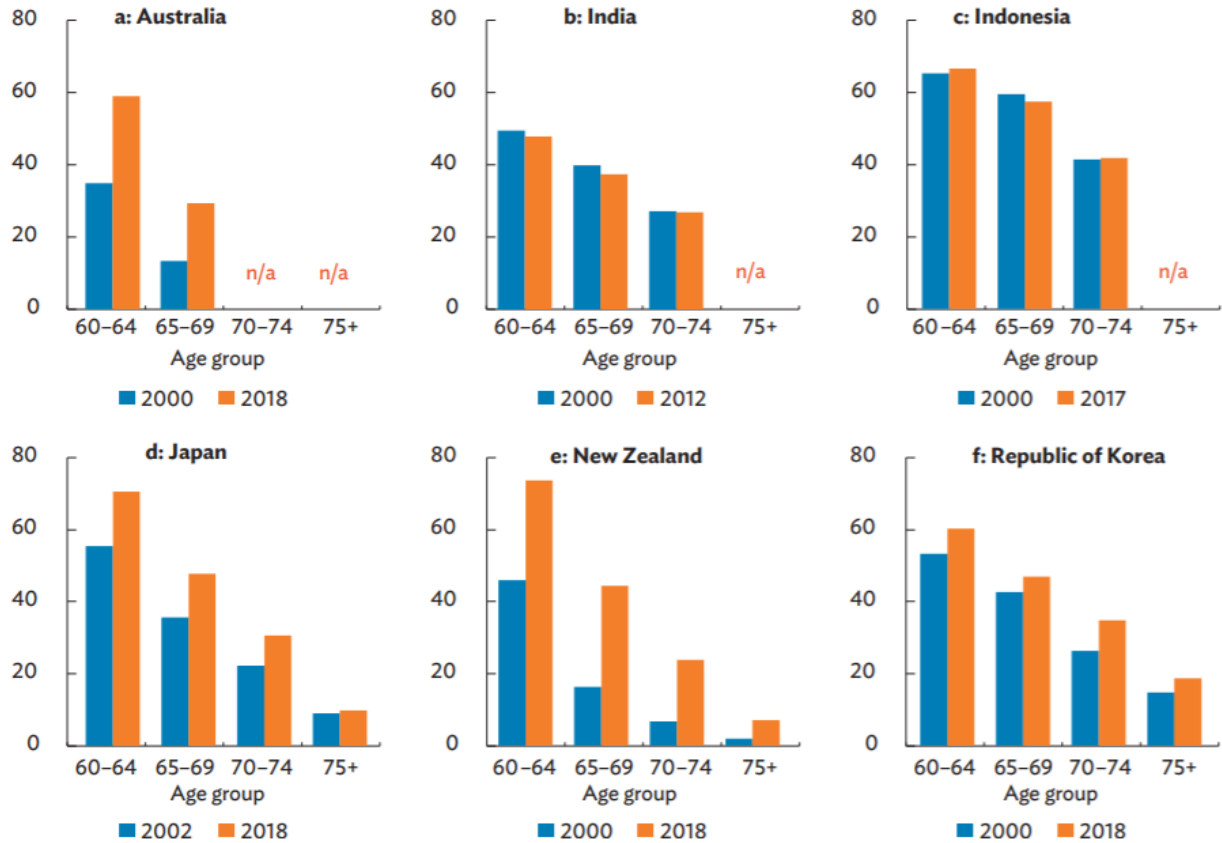 a: Australia
80
60
40
20
0
n/a n/a
60–64 65–69 70–74 75+
Age group
2000 2018
b: India
80
60
40
20
0
n/a
60–64 65–69 70–74 75+
Age group
2000 2012
c: Indonesia
80
60
40
20
0
n/a
60–64 65–69 70–74 75+
Age group
2000 2017
d: Japan
80
60
40
20
0
60–64 65–69 70–74 75+
Age group
2002 2018
e: New Zealand
80
60
40
20
0
60–64 65–69 70–74 75+
Age group
2000 2018
f: Republic of Korea
80
60
40
20
0
60–64 65–69 70–74 75+
Age group
2000 2018